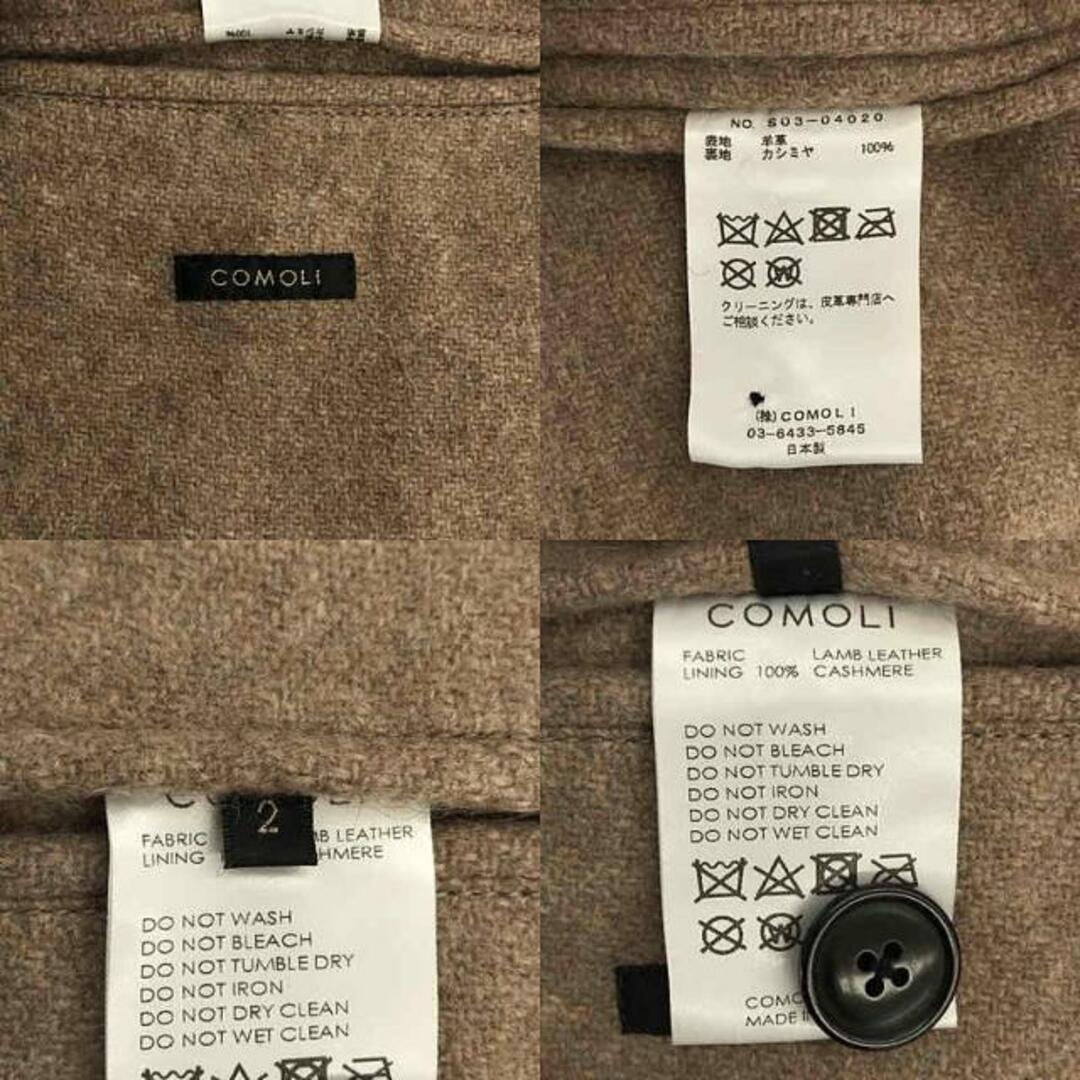 COMOLI
NO. S03-04020
表地 羊革
裏地 カシミヤ 100%
クリーニングは、皮革専門店へ
ご相談ください。
(株)COMOLI
03-6433-5845
日本製
2
FABRIC LAMB LEATHER
LINING
DO NOT WASH
DO NOT BLEACH
DO NOT TUMBLE DRY
DO NOT IRON
DO NOT DRY CLEAN
DO NOT WET CLEAN
COMOLI
FABRIC LAMB LEATHER
LINING 100% CASHMERE
DO NOT WASH
DO NOT BLEACH
DO NOT TUMBLE DRY
DO NOT IRON
DO NOT DRY CLEAN
DO NOT WET CLEAN
W
COMO
MADE